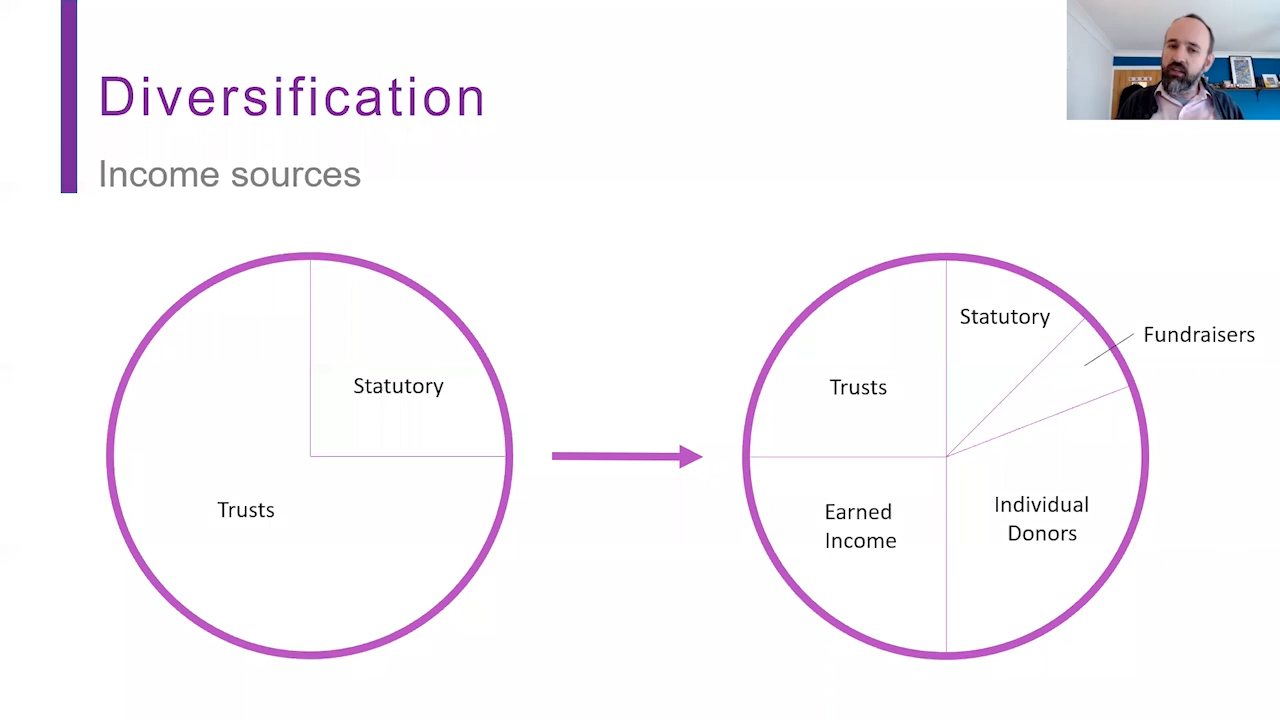 Diversification
Income sources
Statutory
Trusts
Statutory
Fundraisers
Trusts
Individual
Donors
Earned
Income